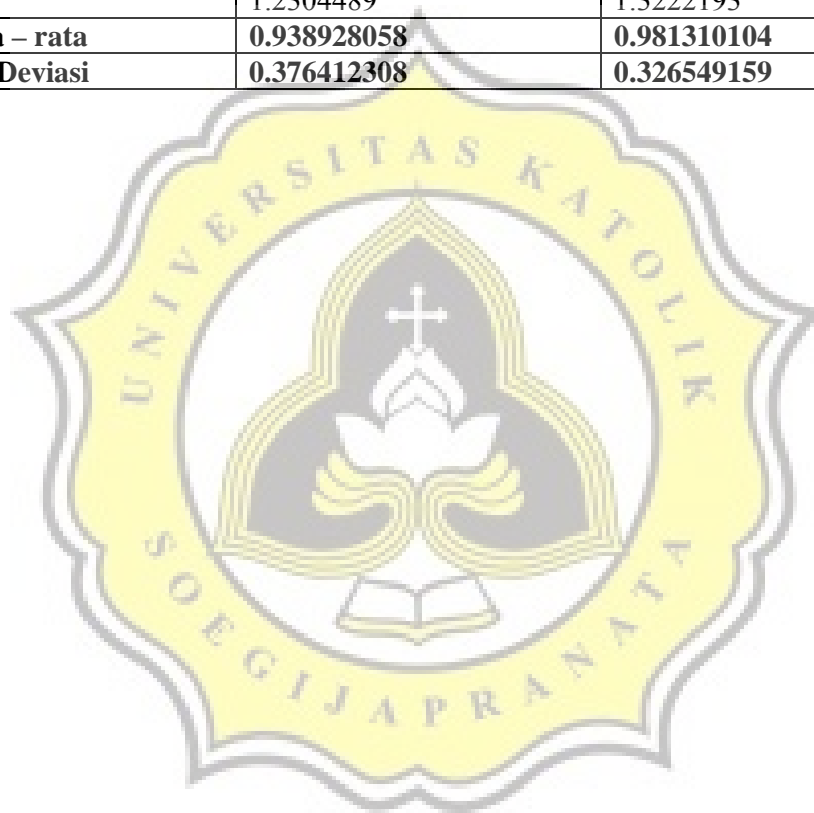 1.2304489 1.3222193
– rata 0.938928058 0.981310104
Deviasi 0.376412308 0.326549159
UNIVERSITAS KATOLIK
SOEGIJAPRANATA